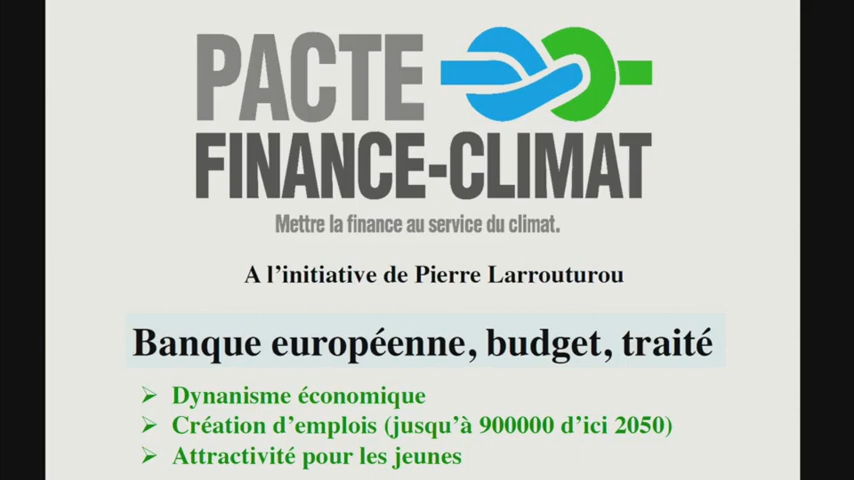 PACTE
FINANCE-CLIMAT
Mettre la finance au service du climat.
A l’initiative de Pierre Larrouturou
Banque européenne, budget, traité
Dynanisme économique
Création d’emplois (jusqu’à 900000 d’ici 2050)
Attractivité pour les jeunes